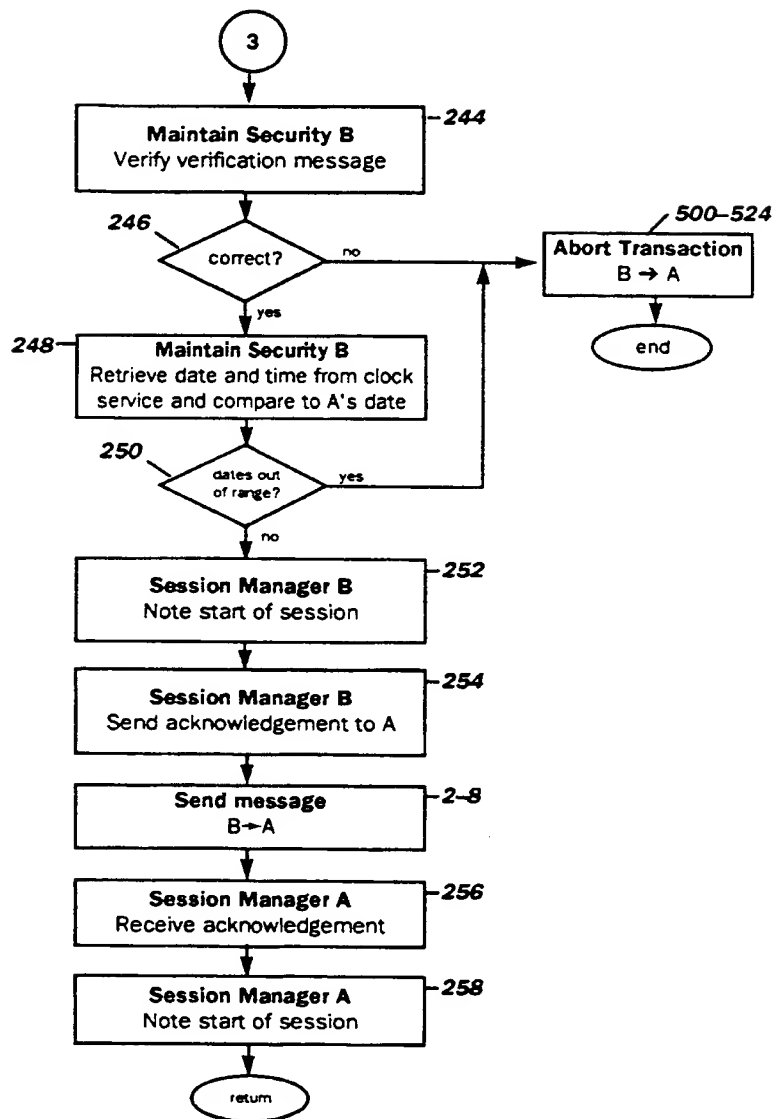 3
Maintain Security B
Verify verification message
244
246
correct?
no
yes
500–524
Abort Transaction
B → A
end
248
Maintain Security B
Retrieve date and time from clock
service and compare to A's date
250
dates out
of range?
yes
no
Session Manager B
Note start of session
252
Session Manager B
Send acknowledgement to A
254
Send message
B→A
2–8
Session Manager A
Receive acknowledgement
256
Session Manager A
Note start of session
258
return